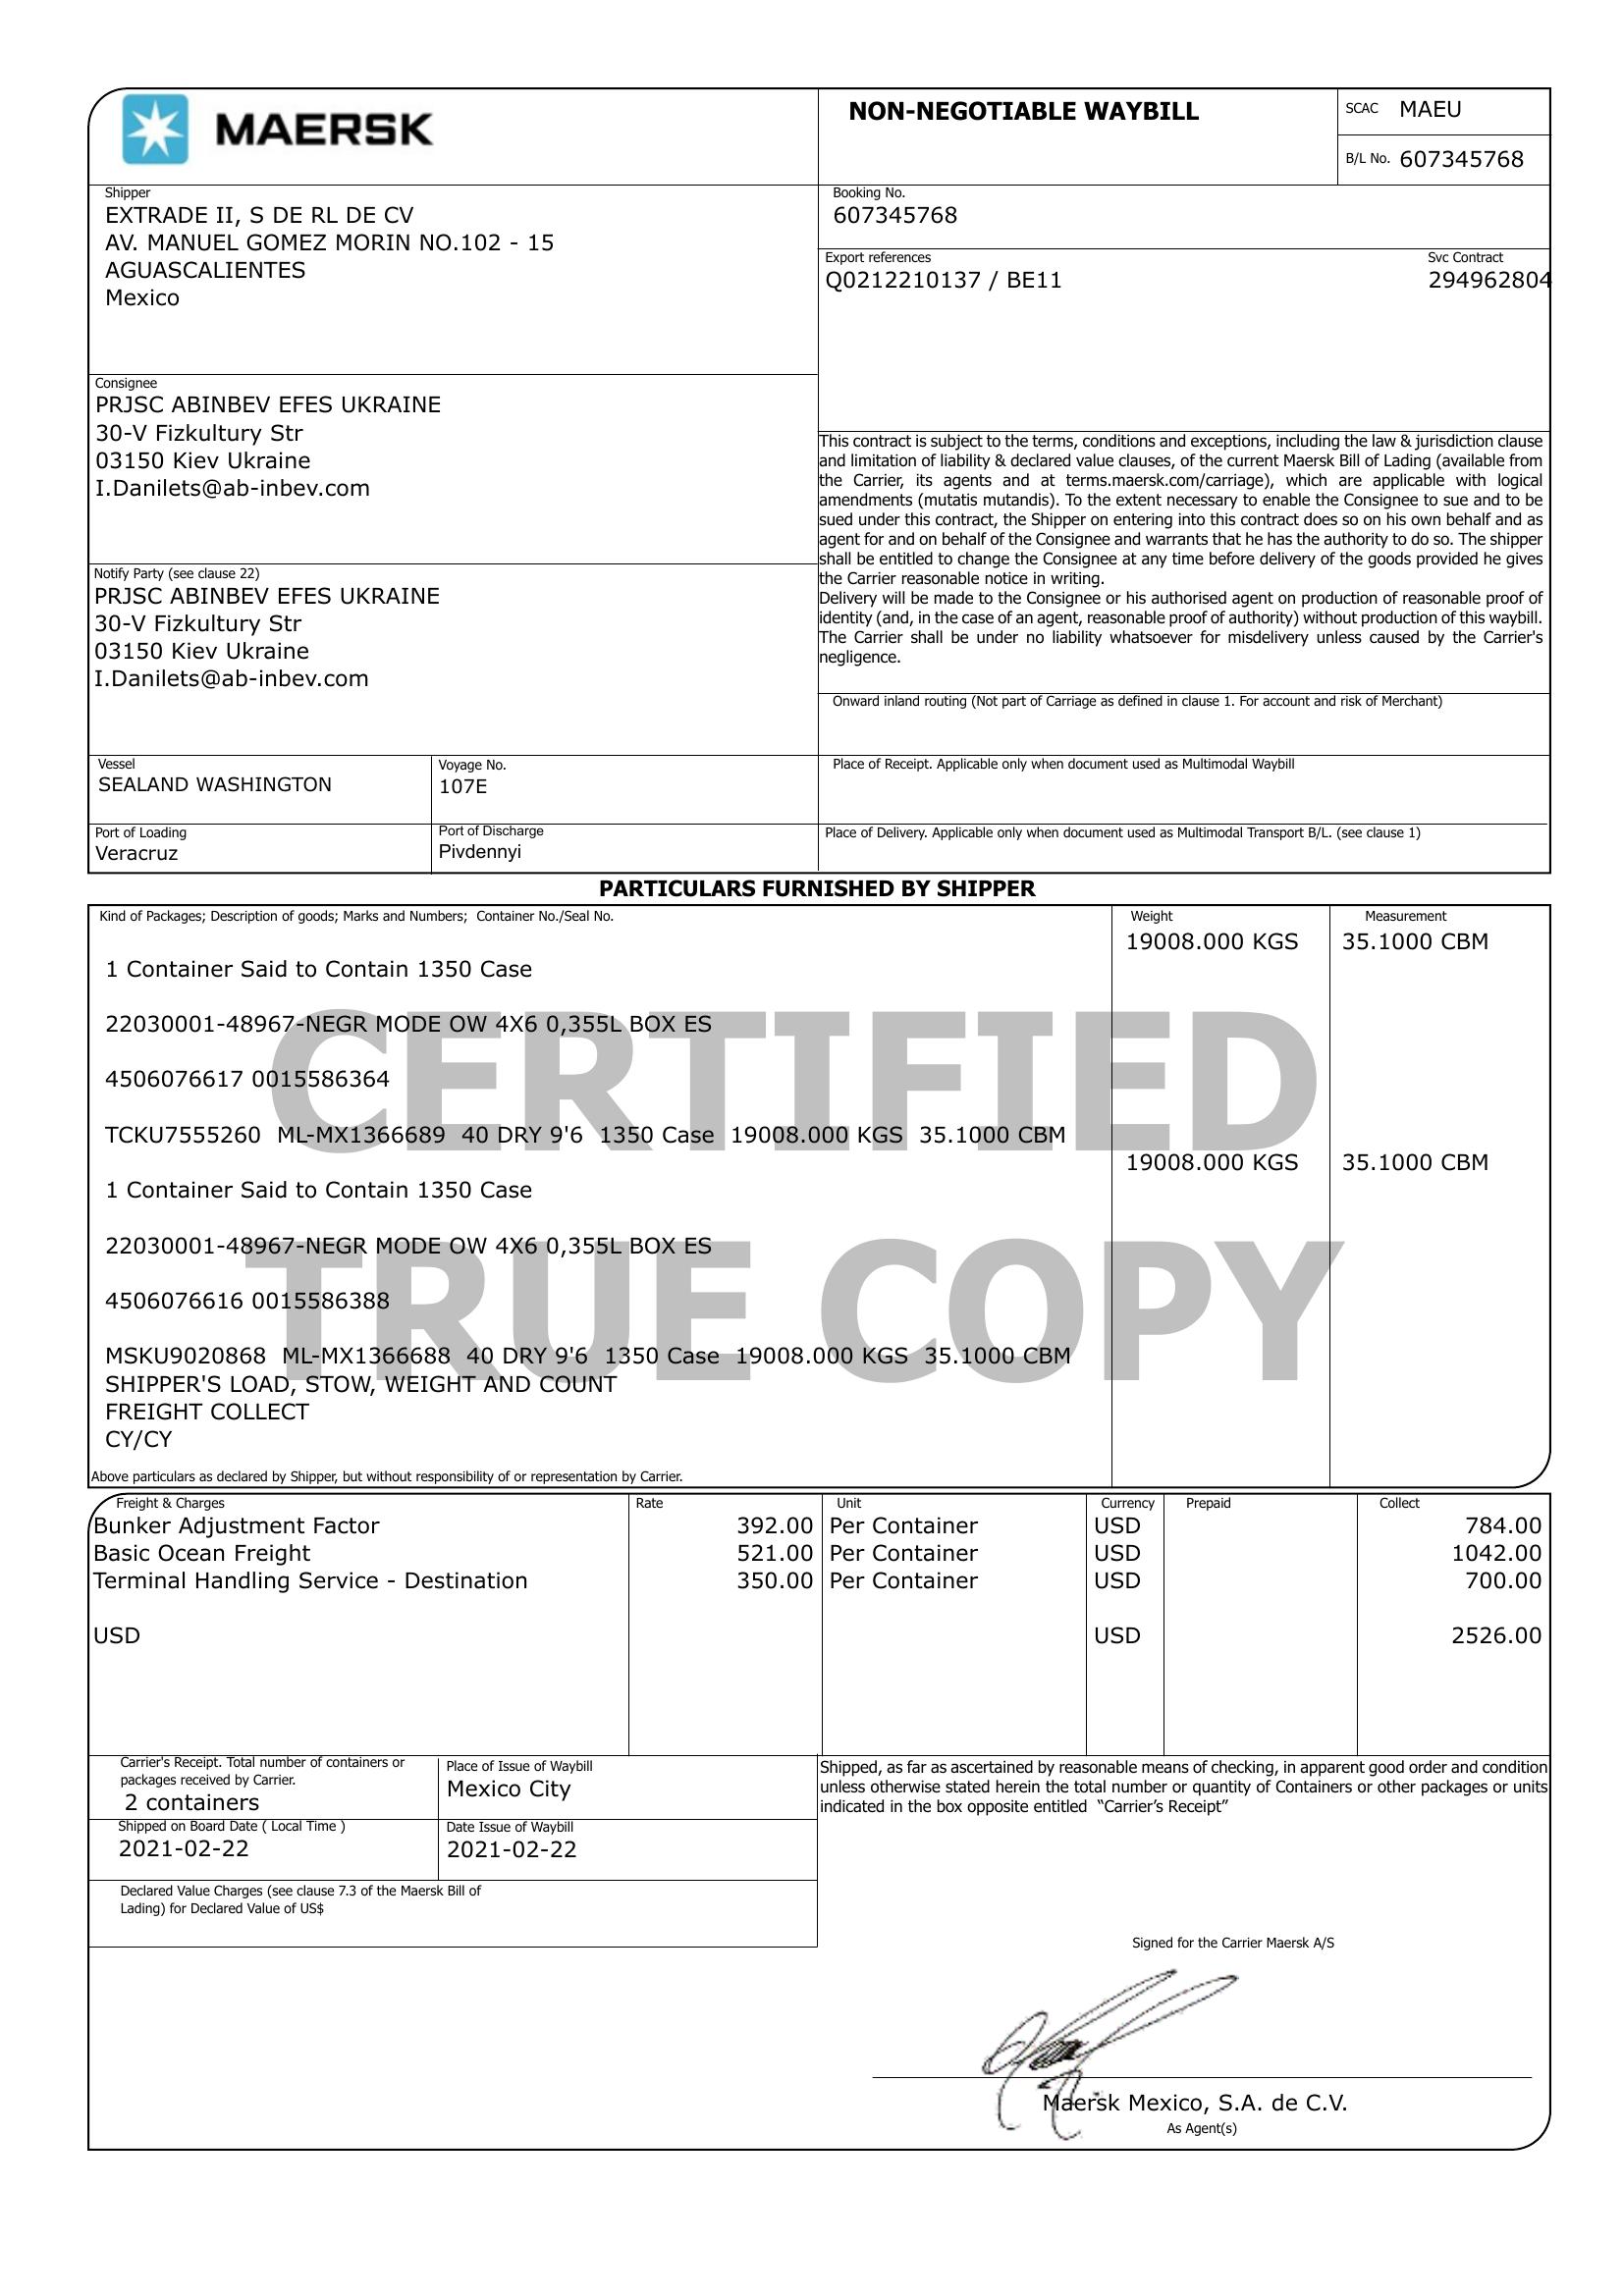 MAERSK
NON-NEGOTIABLE WAYBILL
SCAC MAEU
B/L No. 607345768
Shipper
EXTRADE II, S DE RL DE CV
AV. MANUEL GOMEZ MORIN NO.102 - 15
AGUASCALIENTES
Mexico
Booking No.
607345768
Export references
Svc Contract
Q0212210137 / BE11
294962804
Consignee
PRJSC ABINBEV EFES UKRAINE
30-V Fizkultury Str
03150 Kiev Ukraine
I.Danilets@ab-inbev.com
This contract is subject to the terms, conditions and exceptions, including the law & jurisdiction clause
and limitation of liability & declared value clauses, of the current Maersk Bill of Lading (available from
the Carrier, its agents and at terms.maersk.com/carriage), which are applicable with logical
amendments (mutatis mutandis). To the extent necessary to enable the Consignee to sue and to be
sued under this contract, the Shipper on entering into this contract does so on his own behalf and as
agent for and on behalf of the Consignee and warrants that he has the authority to do so. The shipper
shall be entitled to change the Consignee at any time before delivery of the goods provided he gives
the Carrier reasonable notice in writing.
Delivery will be made to the Consignee or his authorised agent on production of reasonable proof of
identity (and, in the case of an agent, reasonable proof of authority) without production of this waybill.
The Carrier shall be under no liability whatsoever for misdelivery unless caused by the Carrier's
negligence.
Notify Party (see clause 22)
PRJSC ABINBEV EFES UKRAINE
30-V Fizkultury Str
03150 Kiev Ukraine
I.Danilets@ab-inbev.com
Onward inland routing (Not part of Carriage as defined in clause 1. For account and risk of Merchant)
Vessel
SEALAND WASHINGTON
Voyage No.
107E
Place of Receipt. Applicable only when document used as Multimodal Waybill
Port of Loading
Veracruz
Port of Discharge
Pivdennyi
Place of Delivery. Applicable only when document used as Multimodal Transport B/L. (see clause 1)
PARTICULARS FURNISHED BY SHIPPER
Kind of Packages; Description of goods; Marks and Numbers; Container No./Seal No.
Weight
Measurement
19008.000 KGS 35.1000 CBM
1 Container Said to Contain 1350 Case
22030001-48967-NEGR MODE OW 4X6 0,355L BOX ES
CERTIFIED
4506076617 0015586364
TCKU7555260 ML-MX1366689 40 DRY 9'6 1350 Case 19008.000 KGS 35.1000 CBM
19008.000 KGS 35.1000 CBM
1 Container Said to Contain 1350 Case
22030001-48967-NEGR MODE OW 4X6 0,355L BOX ES
TRUE COPY
4506076616 0015586388
MSKU9020868 ML-MX1366688 40 DRY 9'6 1350 Case 19008.000 KGS 35.1000 CBM
SHIPPER'S LOAD, STOW, WEIGHT AND COUNT
FREIGHT COLLECT
CY/CY
Above particulars as declared by Shipper, but without responsibility of or representation by Carrier.
Freight & Charges Rate Unit Currency Prepaid Collect
Bunker Adjustment Factor 392.00 Per Container USD 784.00
Basic Ocean Freight 521.00 Per Container USD 1042.00
Terminal Handling Service - Destination 350.00 Per Container USD 700.00
USD USD 2526.00
Carrier's Receipt. Total number of containers or
packages received by Carrier.
2 containers
Place of Issue of Waybill
Mexico City
Shipped, as far as ascertained by reasonable means of checking, in apparent good order and condition
unless otherwise stated herein the total number or quantity of Containers or other packages or units
indicated in the box opposite entitled “Carrier’s Receipt”
Shipped on Board Date ( Local Time )
2021-02-22
Date Issue of Waybill
2021-02-22
Declared Value Charges (see clause 7.3 of the Maersk Bill of
Lading) for Declared Value of US$
Signed for the Carrier Maersk A/S
Maersk Mexico, S.A. de C.V.
As Agent(s)